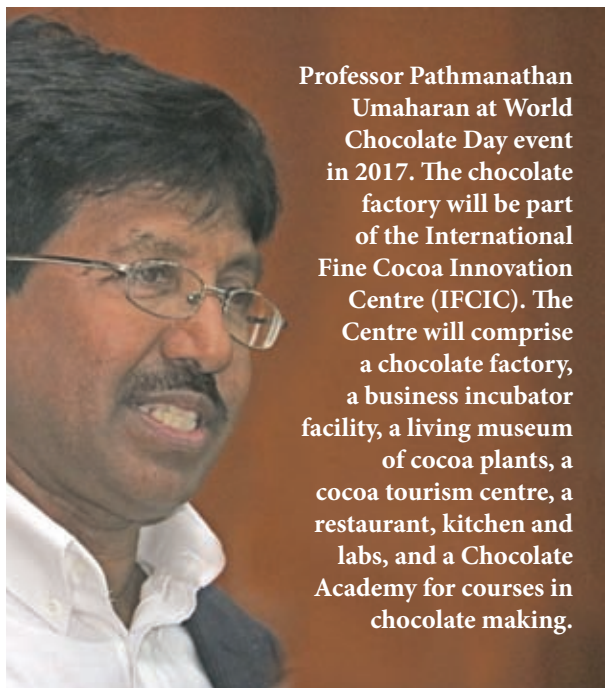 Professor Pathmanathan
Umaharan at World
Chocolate Day event
in 2017. The chocolate
factory will be part
of the International
Fine Cocoa Innovation
Centre (IFCIC). The
Centre will comprise
a chocolate factory,
a business incubator
facility, a living museum
of cocoa plants, a
cocoa tourism centre, a
restaurant, kitchen and
labs, and a Chocolate
Academy for courses in
chocolate making.